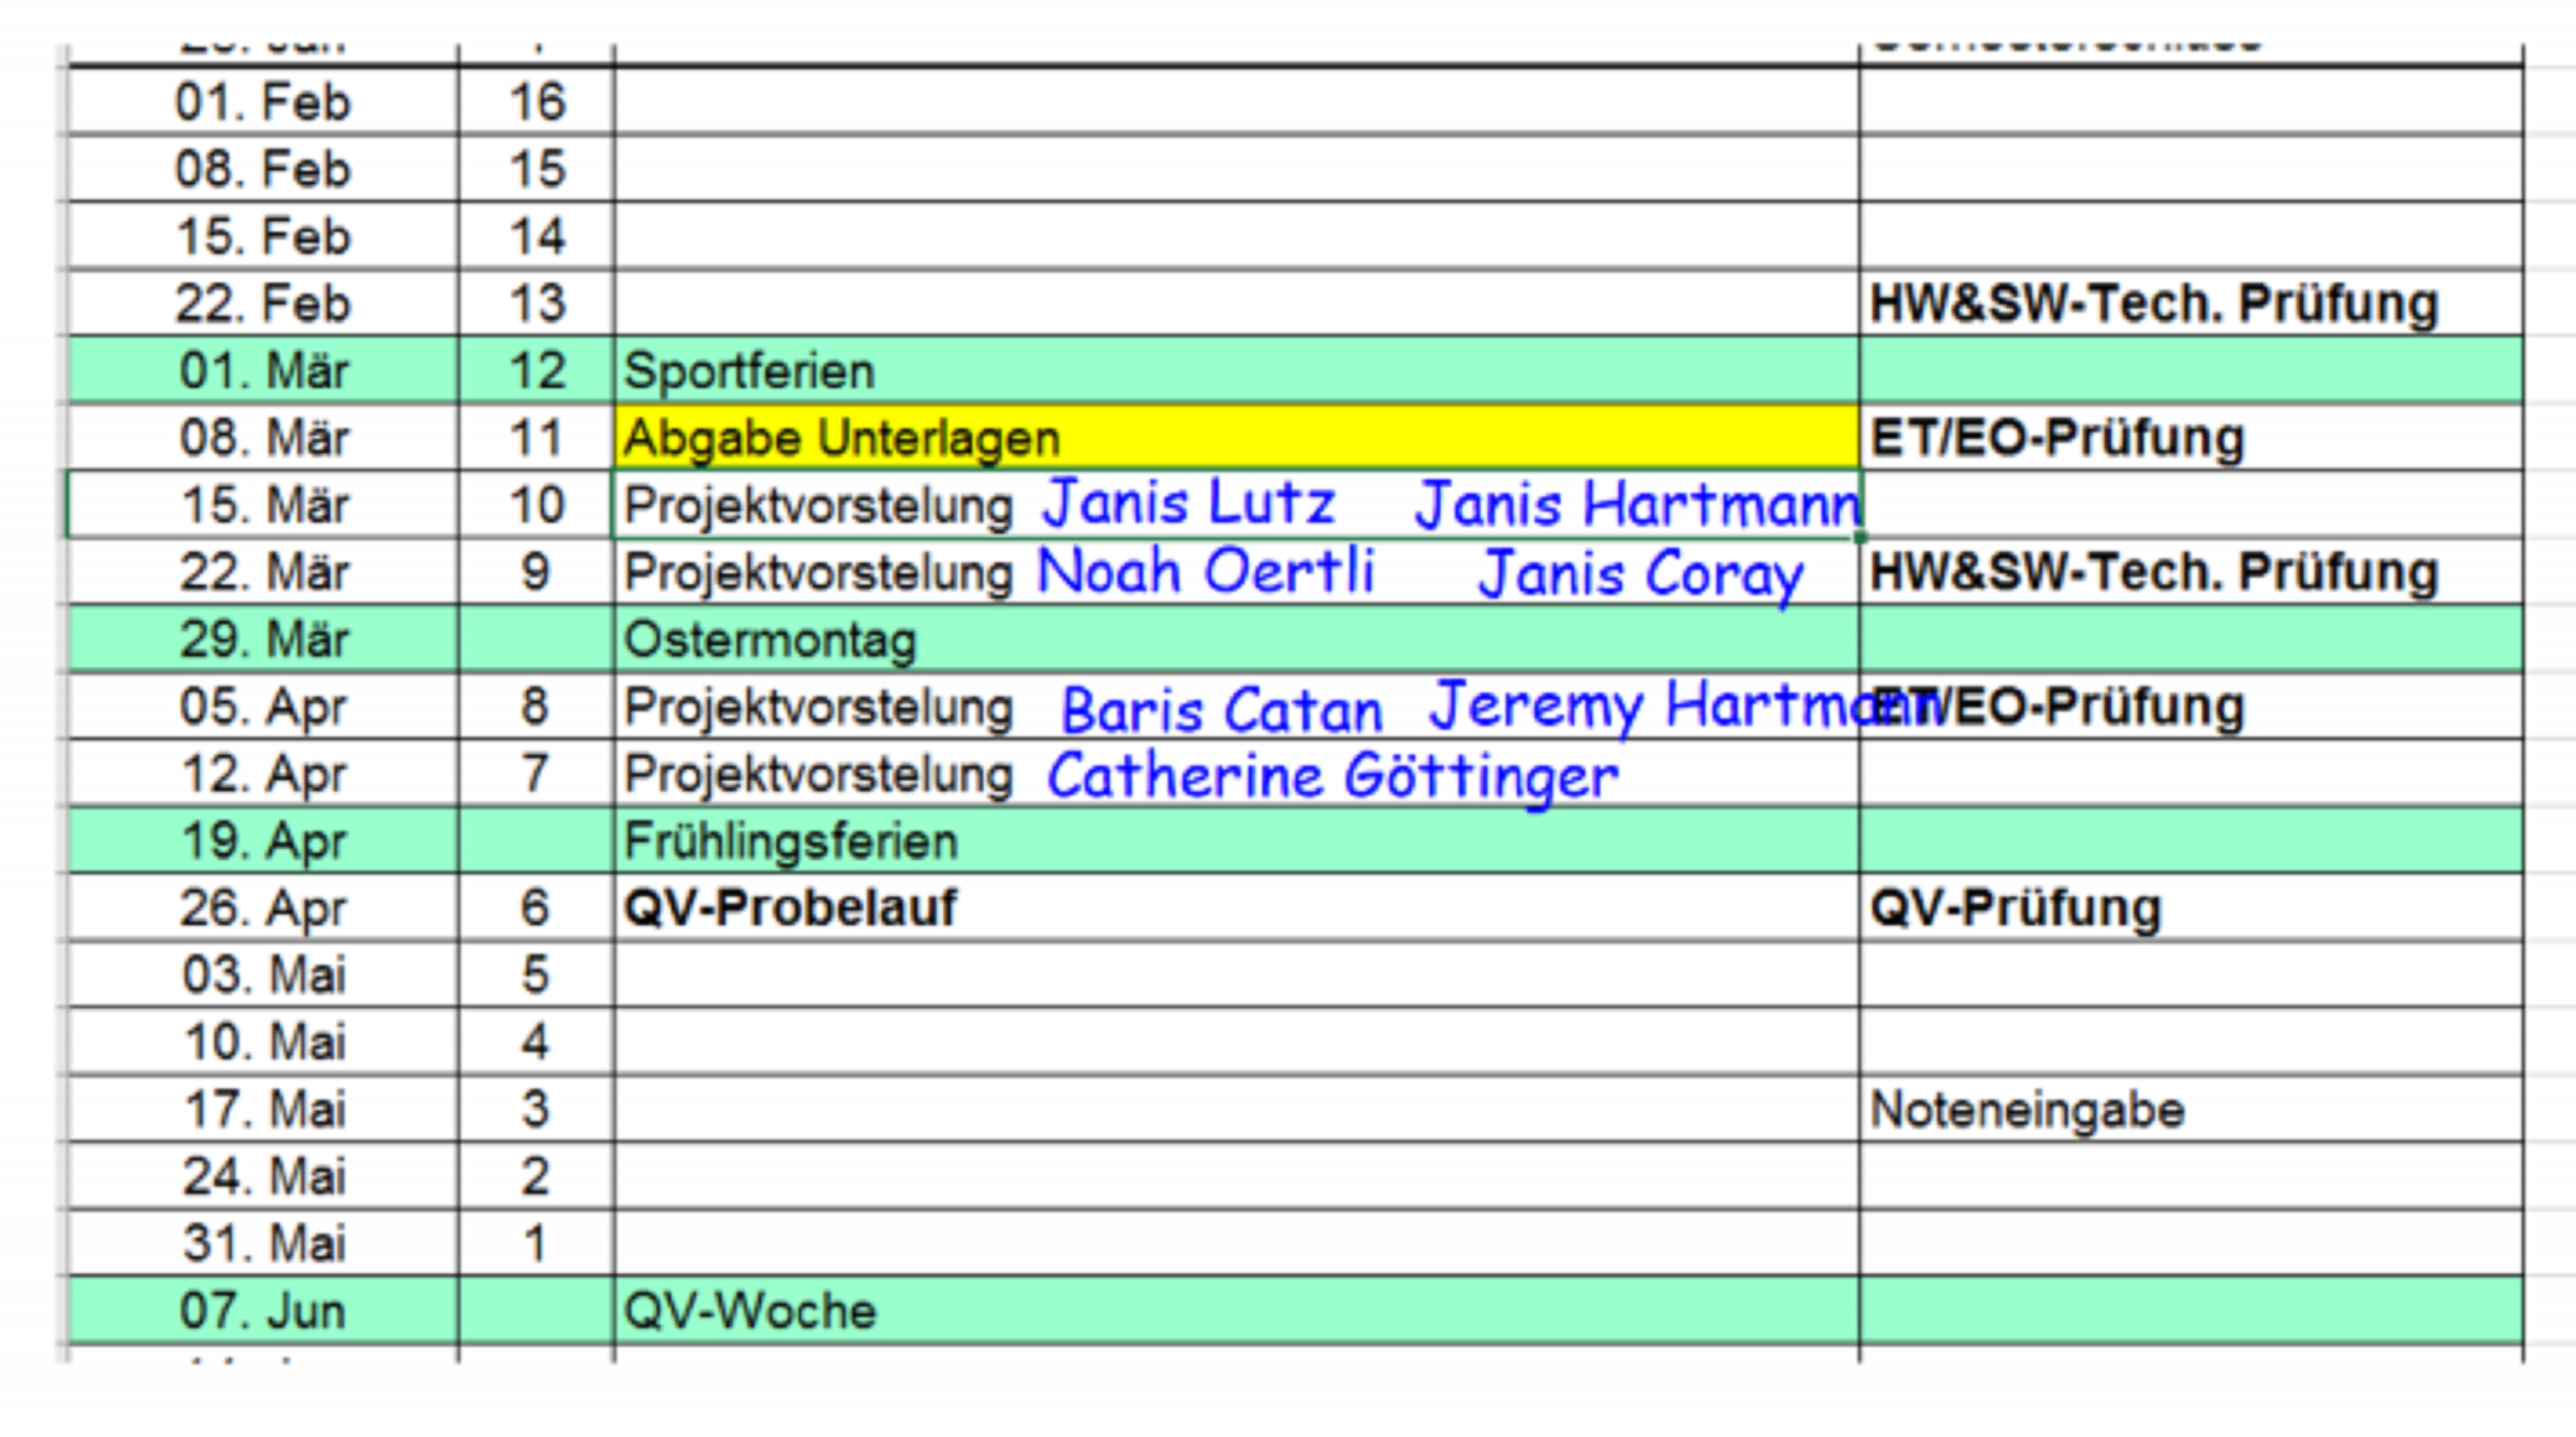 01. Feb 16
08. Feb 15
15. Feb 14
22. Feb 13 HW&SW-Tech. Prüfung
01. Mär 12 Sportferien
08. Mär 11 Abgabe Unterlagen ET/EO-Prüfung
15. Mär 10 Projektvorstelung Janis Lutz Janis Hartmann
22. Mär 9 Projektvorstelung Noah Oertli Janis Coray HW&SW-Tech. Prüfung
29. Mär Ostermontag
05. Apr 8 Projektvorstelung Baris Catan Jeremy Hartmann ET/EO-Prüfung
12. Apr 7 Projektvorstelung Catherine Göttinger
19. Apr Frühlingsferien
26. Apr 6 QV-Probelauf QV-Prüfung
03. Mai 5
10. Mai 4
17. Mai 3 Noteneingabe
24. Mai 2
31. Mai 1
07. Jun QV-Woche